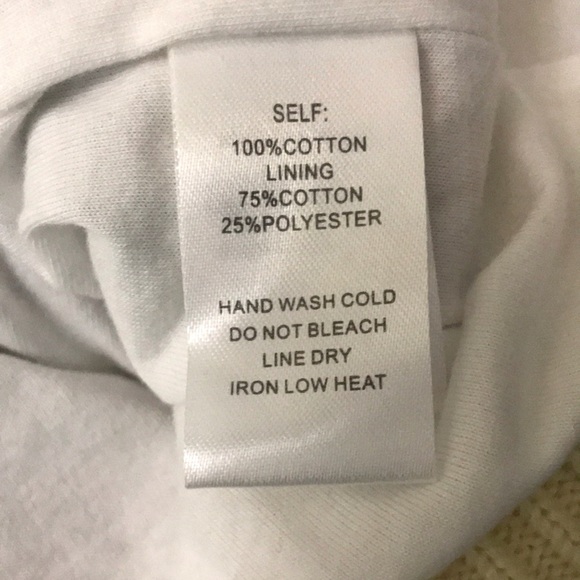 SELF:
100%COTTON
LINING
75%COTTON
25%POLYESTER
HAND WASH COLD
DO NOT BLEACH
LINE DRY
IRON LOW HEAT